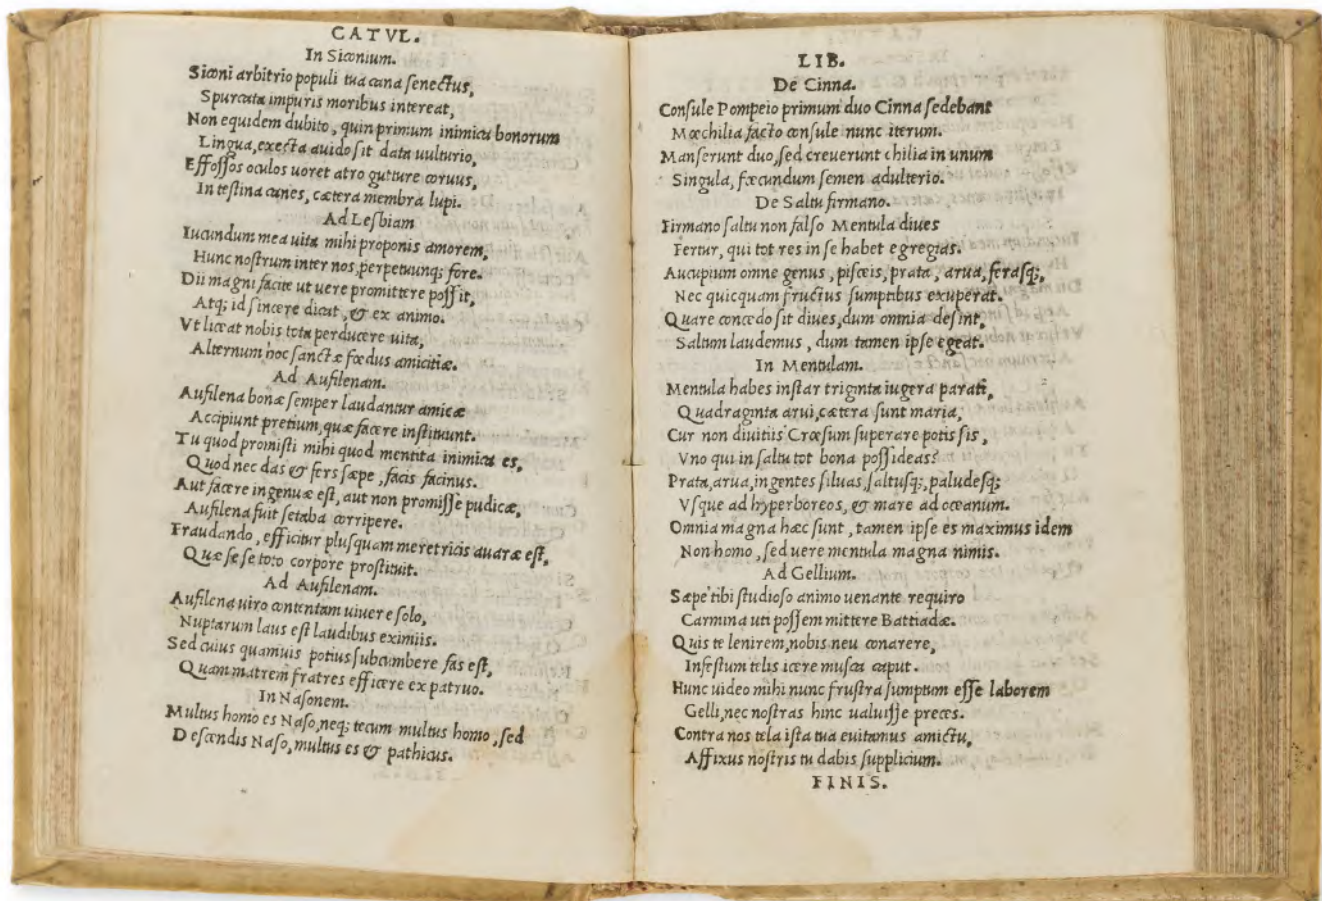 CATVL.
In Siconium.
Siconi arbitrio populi tua cana senectus,
Spurcata impuris moribus intereat,
Non equidem dubito, quin primum inimica bonorum
Lingua, execta auido sit data uulturio,
Effossos oculos uoret atro gutture coruus,
Intestina canes, cætera membra lupi.
Ad Lesbiam
Iucundum mea uita mihi proponis amorem,
Hunc nostrum inter nos, perpetuunq; fore.
Dii magni facite ut uere promittere possit,
Atq; id sincere dicat, & ex animo.
Vt liceat nobis tota perducere uita,
Alternum hoc sanctæ fœdus amicitiæ.
Ad Aufilenam.
Aufilena bonæ semper laudantur amicæ
Accipiunt pretium, quæ facere instituunt.
Tu quod promisti mihi quod mentita inimica es,
Quod nec das & fers sæpe, facis facinus.
Aut facere ingenuæ est, aut non promisse pudicæ,
Aufilena fuit setaba corripere.
Fraudando, efficitur plusquam meretricis auaræ est,
Quæ se se toto corpore prostituit.
Ad Aufilenam.
Aufilena uiro contentam uiuere solo,
Nuptarum laus est laudibus eximiis.
Sed cuius quamuis potius subcumbere fas est,
Quam matrem fratres efficere ex patruo.
In Nasonem.
Multus homo es Naso, neq; tecum multus homo, sed
Descendis Naso, multus es & pathicus.
LIB.
De Cinna.
Consule Pompeio primum duo Cinna sedebant
Mœchilia facto consule nunc iterum.
Manserunt duo, sed creuerunt chilia in unum
Singula, fœcundum semen adulterio.
De Saltu firmano.
Firmano saltu non falso Mentula diues
Fertur, qui tot res in se habet egregias.
Aucupium omne genus, pisceis, prata, arua, ferasq;,
Nec quicquam fructus sumptibus exuperat.
Quare concedo sit diues, dum omnia desint,
Saltum laudemus, dum tamen ipse egeat.
In Mentulam.
Mentula habes instar triginta iugera parati,
Quadraginta arui, cætera sunt maria,
Cur non diuitiis Crœsum superare potis sis,
Vno qui in saltu tot bona possideas?
Prata, arua, ingentes siluas, saltusq;, paludesq;
Vsque ad hyperboreos, & mare ad oceanum.
Omnia magna hæc sunt, tamen ipse es maximus idem
Non homo, sed uere mentula magna nimis.
Ad Gellium.
Sæpe tibi studioso animo uenante requiro
Carmina uti possem mittere Battiadæ.
Quis te lenirem, nobis neu conarere,
Infestum telis icere musca caput.
Hunc uideo mihi nunc frustra sumptum esse laborem
Gelli, nec nostras hinc ualuisse preces.
Contra nos tela ista tua euitamus amictu,
Affixus nostris tu dabis supplicium.
FINIS.